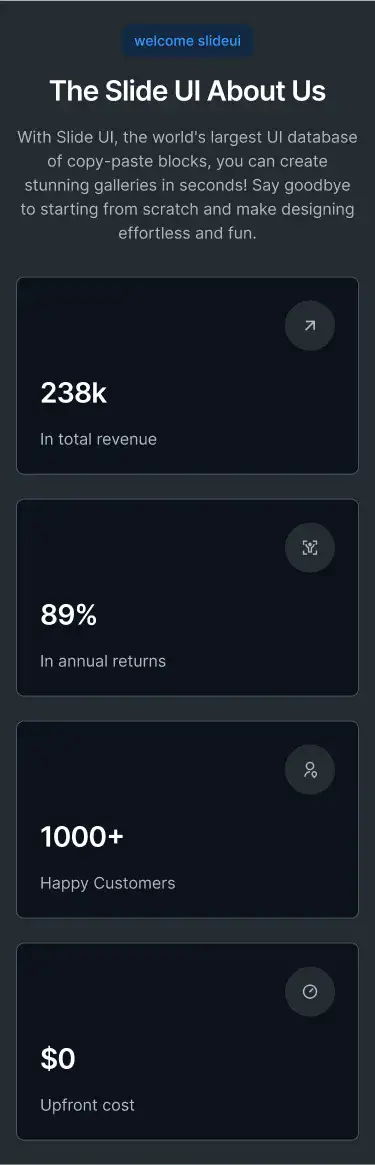 welcome slideui
The Slide UI About Us
With Slide UI, the world's largest UI database
of copy-paste blocks, you can create
stunning galleries in seconds! Say goodbye
to starting from scratch and make designing
effortless and fun.
238k
In total revenue
89%
In annual returns
1000+
Happy Customers
$0
Upfront cost